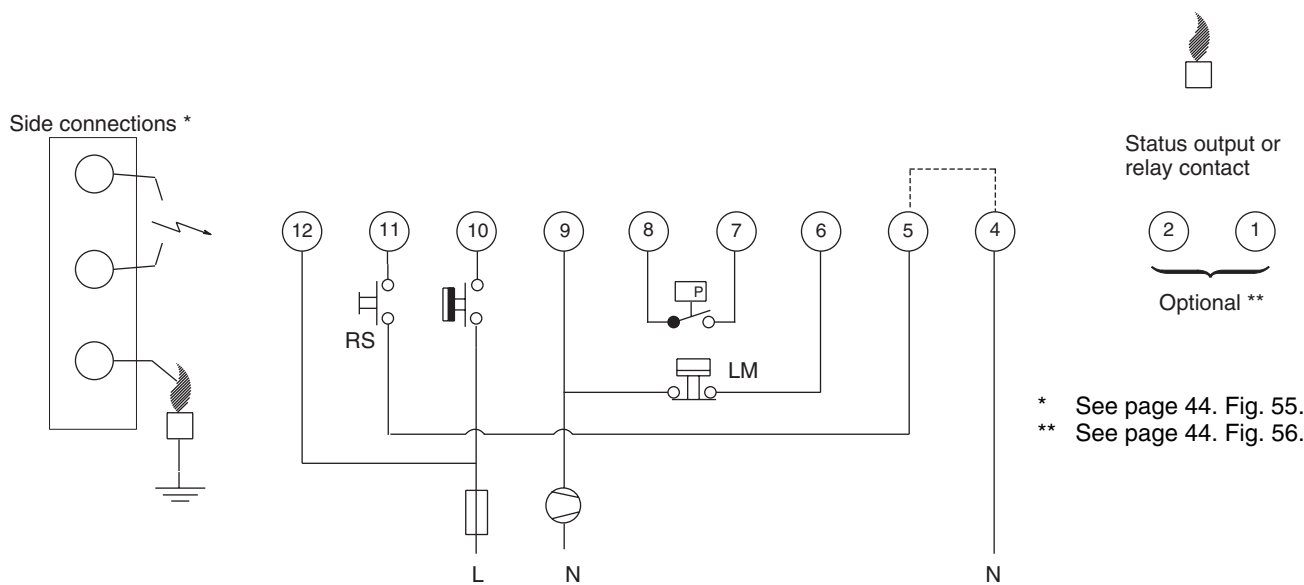 Side connections *
Status output or
relay contact
12 11 10 9 8 7 6 5 4 2 1
P
Optional **
RS
LM
* See page 44. Fig. 55.
** See page 44. Fig. 56.
L N N